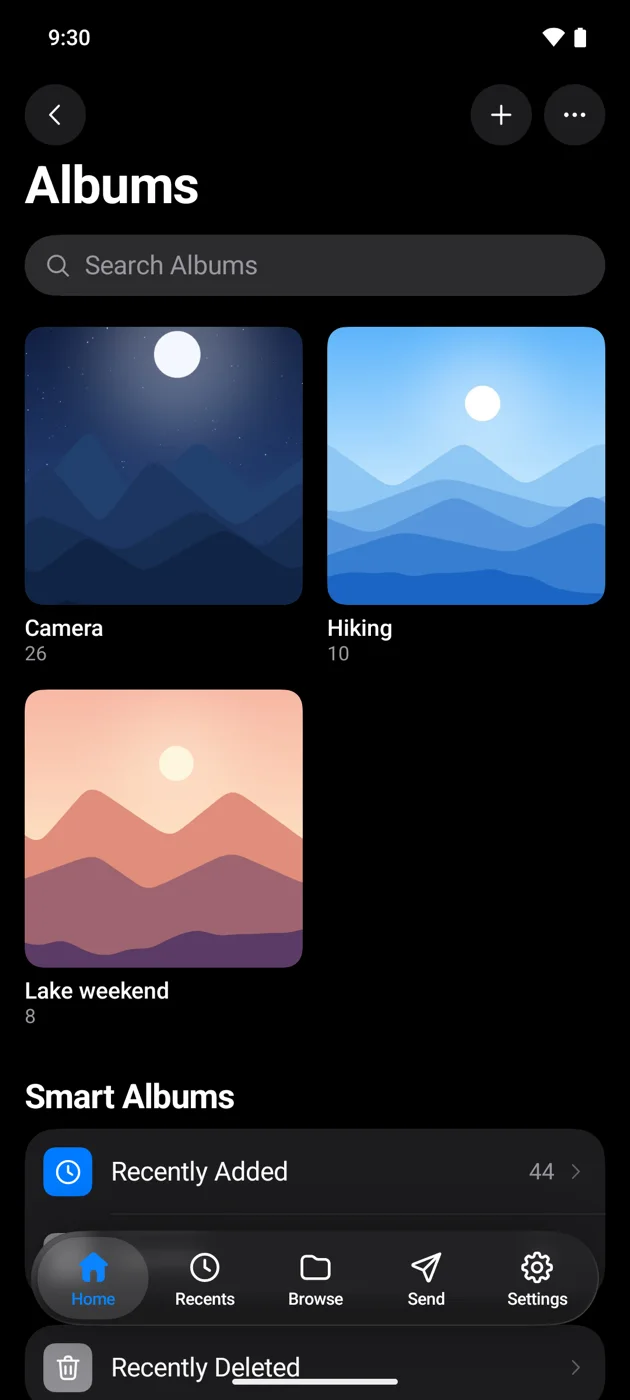 9:30
Albums
Search Albums
Camera
26
Hiking
10
Lake weekend
8
Smart Albums
Recently Added
44
Home
Recents
Browse
Send
Settings
Recently Deleted